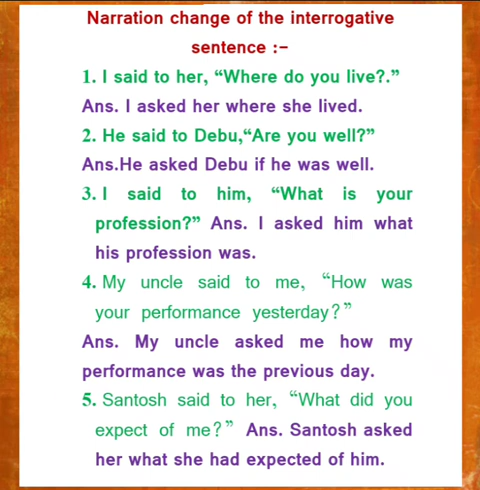 Narration change of the interrogative
sentence :–
1. I said to her, “Where do you live?.”
Ans. I asked her where she lived.
2. He said to Debu,“Are you well?”
Ans.He asked Debu if he was well.
3. I said to him, “What is your
profession?” Ans. I asked him what
his profession was.
4. My uncle said to me, “How was
your performance yesterday?”
Ans. My uncle asked me how my
performance was the previous day.
5. Santosh said to her, “What did you
expect of me?” Ans. Santosh asked
her what she had expected of him.